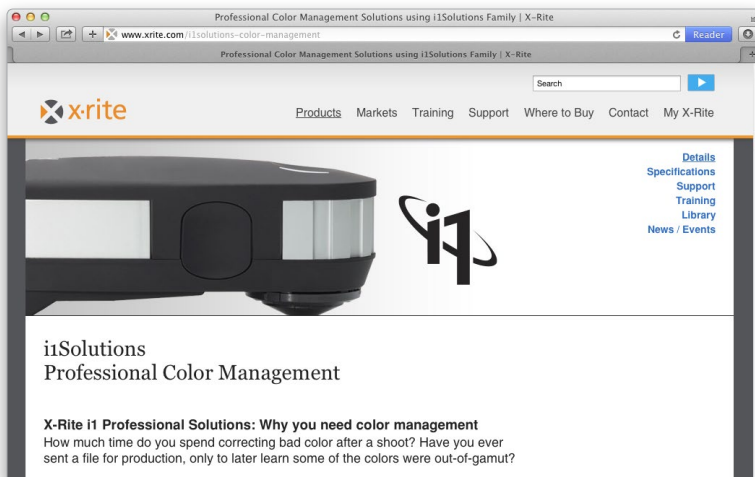 Professional Color Management Solutions using i1Solutions Family | X-Rite
www.xrite.com/i1solutions-color-management
Reader
Professional Color Management Solutions using i1Solutions Family | X-Rite
Search
x·rite
Products Markets Training Support Where to Buy Contact My X-Rite
Details
Specifications
Support
Training
Library
News / Events
i1
i1Solutions
Professional Color Management
X-Rite i1 Professional Solutions: Why you need color management
How much time do you spend correcting bad color after a shoot? Have you ever
sent a file for production, only to later learn some of the colors were out-of-gamut?